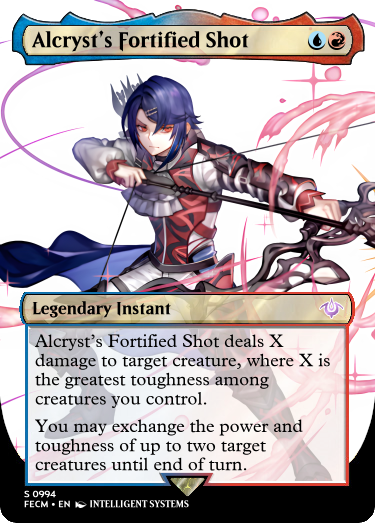 Alcryst's Fortified Shot
Legendary Instant
Alcryst's Fortified Shot deals X
damage to target creature, where X is
the greatest toughness among
creatures you control.
You may exchange the power and
toughness of up to two target
creatures until end of turn.
S 0994
FECM • EN INTELLIGENT SYSTEMS